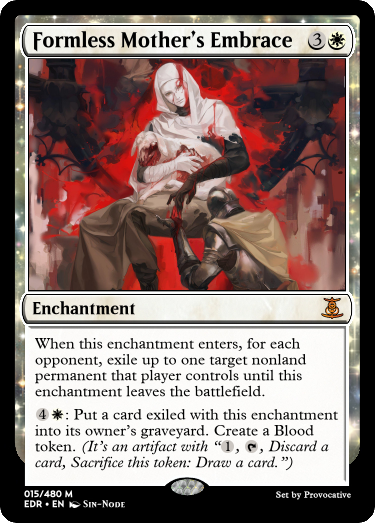 Formless Mother's Embrace 3
Enchantment
When this enchantment enters, for each
opponent, exile up to one target nonland
permanent that player controls until this
enchantment leaves the battlefield.
4 : Put a card exiled with this enchantment
into its owner's graveyard. Create a Blood
token. (It's an artifact with “1, , Discard a
card, Sacrifice this token: Draw a card.”)
015/480 M
EDR • EN Sin-Node
Set by Provocative